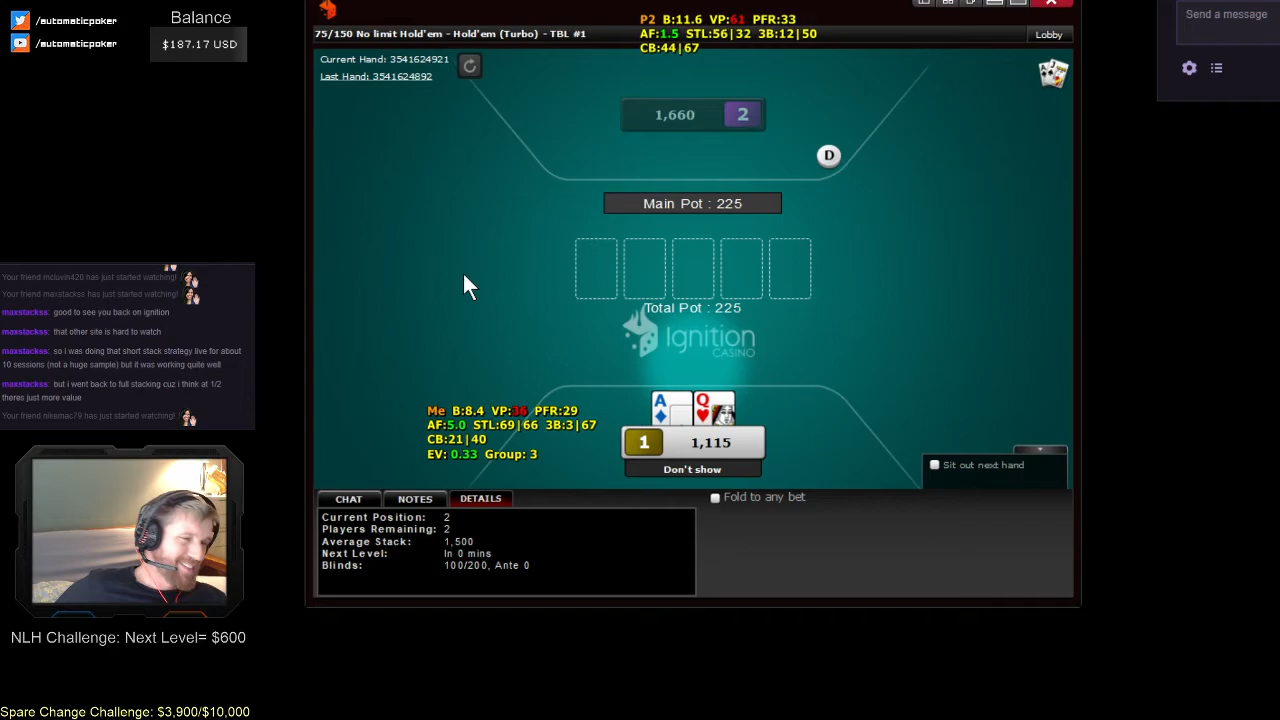 /automaticpoker
/automaticpoker
Balance
$187.17 USD
P2 B:11.6 VP:61 PFR:33
AF:1.5 STL:56|32 3B:12|50
CB:44|67
75/150 No limit Hold'em - Hold'em (Turbo) - TBL #1
Lobby
Current Hand: 3541624921
Last Hand: 3541624892
Send a message
J
1,660
2
D
Main Pot : 225
Total Pot : 225
Ignition
CASINO
Your friend mcluvin420 has just started watching!
Your friend maxstackss has just started watching!
maxstackss: good to see you back on ignition
maxstackss: that other site is hard to watch
maxstackss: so i was doing that short stack strategy live for about
10 sessions (not a huge sample) but it was working quite well
maxstackss: but i went back to full stacking cuz i think at 1/2
theres just more value
Your friend nikemac79 has just started watching!
Me B:8.4 VP:36 PFR:29
AF:5.0 STL:69|66 3B:3|67
CB:21|40
EV: 0.33 Group: 3
A
Q
1
1,115
Don't show
Sit out next hand
CHAT
NOTES
DETAILS
Fold to any bet
Current Position: 2
Players Remaining: 2
Average Stack: 1,500
Next Level: In 0 mins
Blinds: 100/200, Ante 0
NLH Challenge: Next Level= $600
Spare Change Challenge: $3,900/$10,000